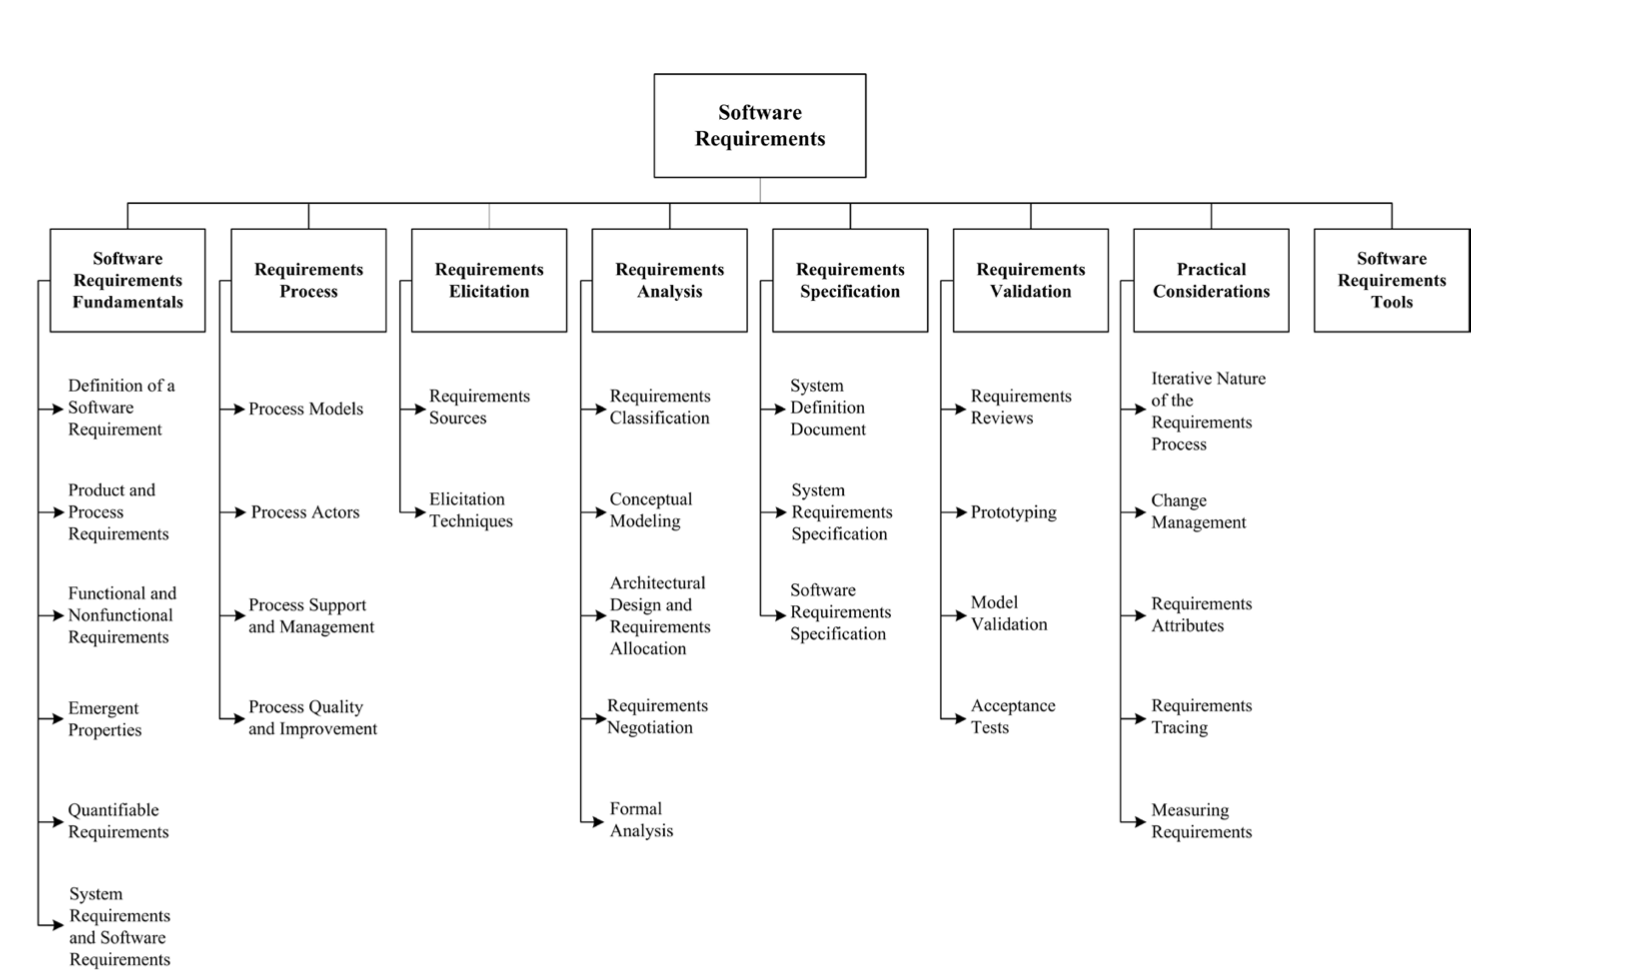 Software
Requirements
Software
Requirements
Fundamentals
Definition of a
Software
Requirement
Product and
Process
Requirements
Functional and
Nonfunctional
Requirements
Emergent
Properties
Quantifiable
Requirements
System
Requirements
and Software
Requirements
Requirements
Process
Process Models
Process Actors
Process Support
and Management
Process Quality
and Improvement
Requirements
Elicitation
Requirements
Sources
Elicitation
Techniques
Requirements
Analysis
Requirements
Classification
Conceptual
Modeling
Architectural
Design and
Requirements
Allocation
Requirements
Negotiation
Formal
Analysis
Requirements
Specification
System
Definition
Document
System
Requirements
Specification
Software
Requirements
Specification
Requirements
Validation
Requirements
Reviews
Prototyping
Model
Validation
Acceptance
Tests
Practical
Considerations
Iterative Nature
of the
Requirements
Process
Change
Management
Requirements
Attributes
Requirements
Tracing
Measuring
Requirements
Software
Requirements
Tools